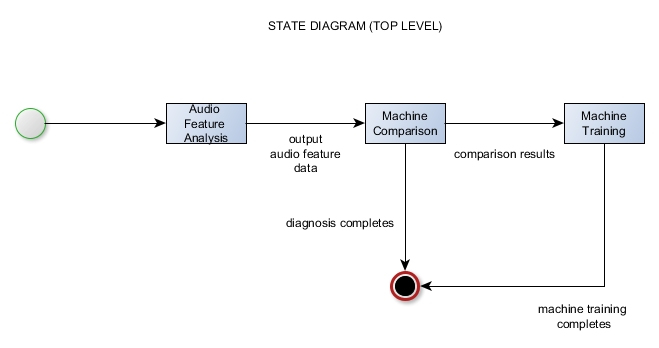 STATE DIAGRAM (TOP LEVEL)
Audio
Feature
Analysis
output
audio feature
data
Machine
Comparison
comparison results
Machine
Training
diagnosis completes
machine training
completes